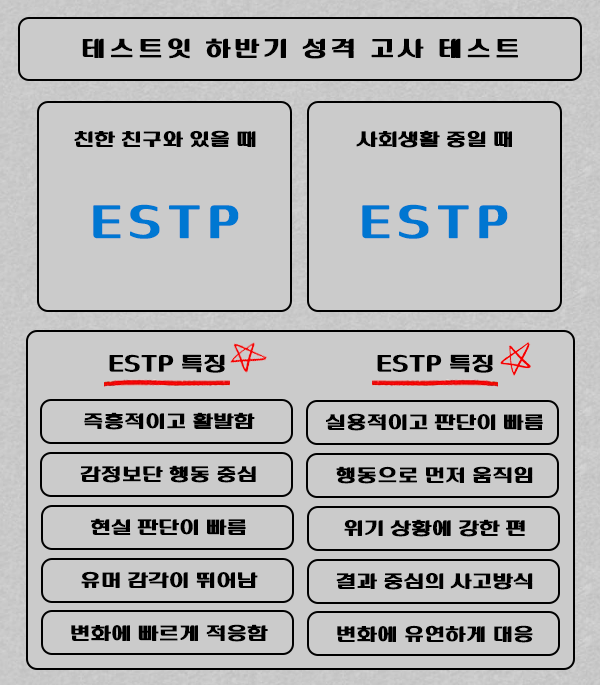 테스트잇 하반기 성격 고사 테스트
친한 친구와 있을 때
ESTP
사회생활 중일 때
ESTP
ESTP 특징
즉흥적이고 활발함
감정보단 행동 중심
현실 판단이 빠름
유머 감각이 뛰어남
변화에 빠르게 적응함
ESTP 특징
실용적이고 판단이 빠름
행동으로 먼저 움직임
위기 상황에 강한 편
결과 중심의 사고방식
변화에 유연하게 대응